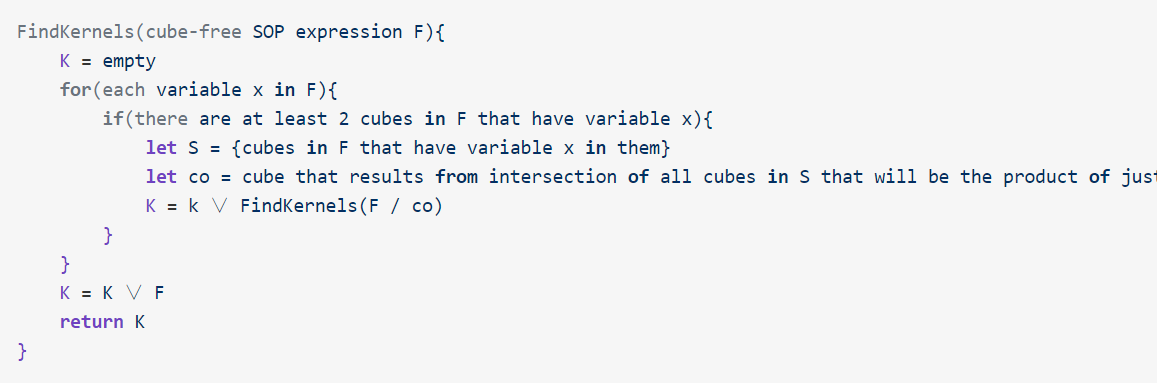 FindKernels(cube-free SOP expression F){
K = empty
for(each variable x in F){
if(there are at least 2 cubes in F that have variable x){
let S = {cubes in F that have variable x in them}
let co = cube that results from intersection of all cubes in S that will be the product of just
K = k ∨ FindKernels(F / co)
}
}
K = K ∨ F
return K
}